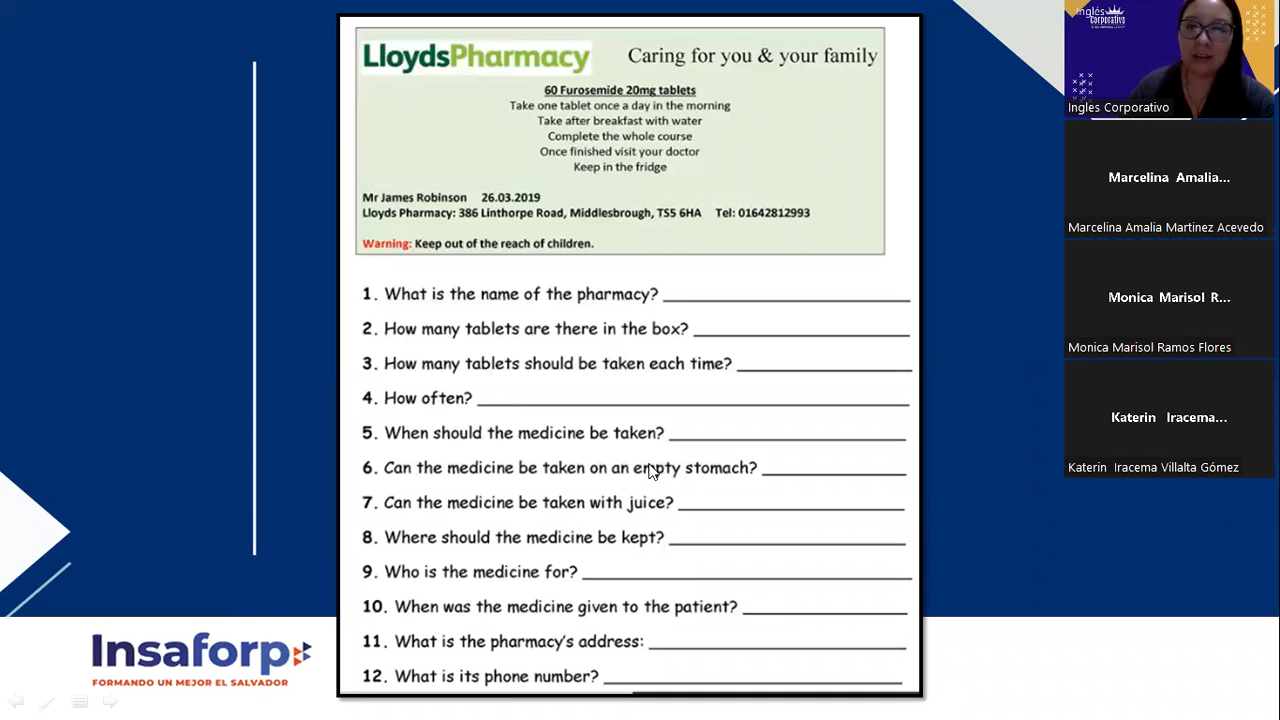 LloydsPharmacy Caring for you & your family
60 Furosemide 20mg tablets
Take one tablet once a day in the morning
Take after breakfast with water
Complete the whole course
Once finished visit your doctor
Keep in the fridge
Mr James Robinson 26.03.2019
Lloyds Pharmacy: 386 Linthorpe Road, Middlesbrough, TS5 6HA Tel: 01642812993
Warning: Keep out of the reach of children.
1. What is the name of the pharmacy?
2. How many tablets are there in the box?
3. How many tablets should be taken each time?
4. How often?
5. When should the medicine be taken?
6. Can the medicine be taken on an empty stomach?
7. Can the medicine be taken with juice?
8. Where should the medicine be kept?
9. Who is the medicine for?
10. When was the medicine given to the patient?
11. What is the pharmacy's address:
12. What is its phone number?
Insaforp
FORMANDO UN MEJOR EL SALVADOR
Inglés
Corporativo
Ingles Corporativo
Marcelina Amalia...
Marcelina Amalia Martinez Acevedo
Monica Marisol R...
Monica Marisol Ramos Flores
Katerin Iracema...
Katerin Iracema Villalta Gómez